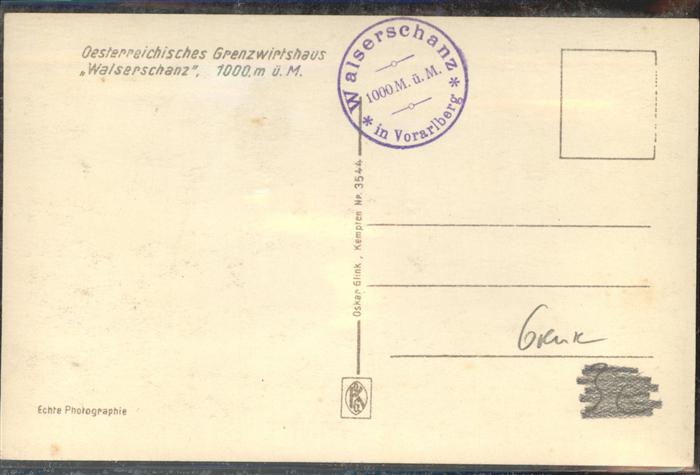 Oesterreichisches Grenzwirtshaus
„Walserschanz", 1000.m ü. M.
Walserschanz
1000 M. ü. M.
* in Vorarlberg *
Oskar Glink, Kempten Nr. 3544
Echte Photographie